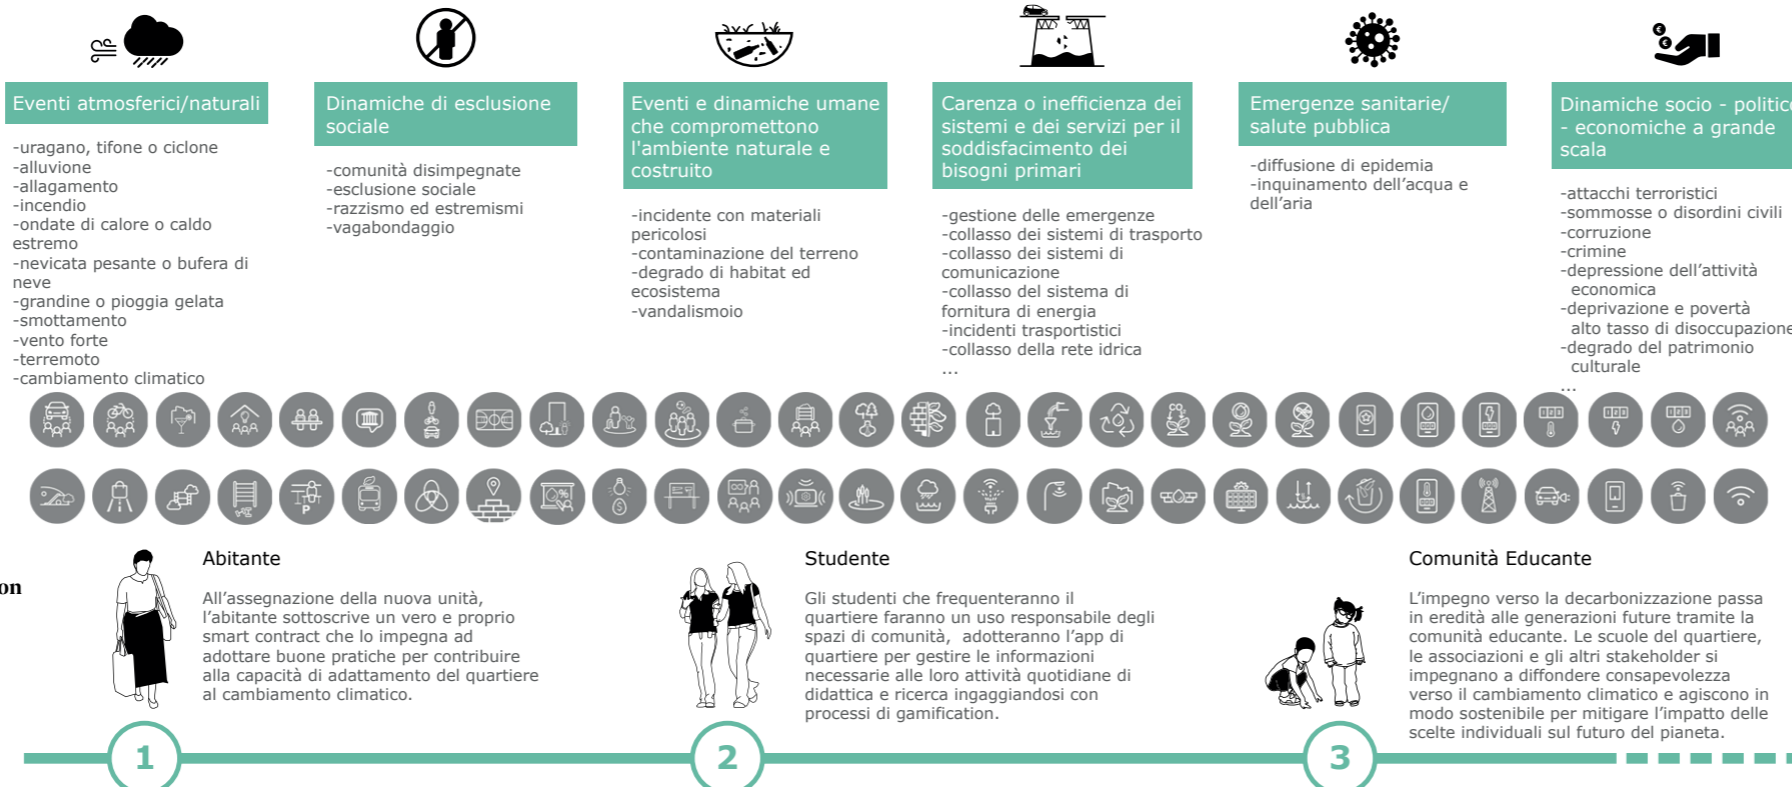 Eventi atmosferici/naturali
-uragano, tifone o ciclone
-alluvione
-allagamento
-incendio
-ondate di calore o caldo
estremo
-nevicata pesante o bufera di
neve
-grandine o pioggia gelata
-smottamento
-vento forte
-terremoto
-cambiamento climatico
Dinamiche di esclusione
sociale
-comunità disimpegnate
-esclusione sociale
-razzismo ed estremismi
-vagabondaggio
Eventi e dinamiche umane
che compromettono
l'ambiente naturale e
costruito
-incidente con materiali
pericolosi
-contaminazione del terreno
-degrado di habitat ed
ecosistema
-vandalismoio
Carenza o inefficienza dei
sistemi e dei servizi per il
soddisfacimento dei
bisogni primari
-gestione delle emergenze
-collasso dei sistemi di trasporto
-collasso dei sistemi di
comunicazione
-collasso del sistema di
fornitura di energia
-incidenti trasportistici
-collasso della rete idrica
...
Emergenze sanitarie/
salute pubblica
-diffusione di epidemia
-inquinamento dell’acqua e
dell’aria
Dinamiche socio - politico
- economiche a grande
scala
-attacchi terroristici
-sommosse o disordini civili
-corruzione
-crimine
-depressione dell’attività
economica
-deprivazione e povertà
alto tasso di disoccupazione
-degrado del patrimonio
culturale
...
on
Abitante
All’assegnazione della nuova unità,
l’abitante sottoscrive un vero e proprio
smart contract che lo impegna ad
adottare buone pratiche per contribuire
alla capacità di adattamento del quartiere
al cambiamento climatico.
1
Studente
Gli studenti che frequenteranno il
quartiere faranno un uso responsabile degli
spazi di comunità, adotteranno l’app di
quartiere per gestire le informazioni
necessarie alle loro attività quotidiane di
didattica e ricerca ingaggiandosi con
processi di gamification.
2
Comunità Educante
L’impegno verso la decarbonizzazione passa
in eredità alle generazioni future tramite la
comunità educante. Le scuole del quartiere,
le associazioni e gli altri stakeholder si
impegnano a diffondere consapevolezza
verso il cambiamento climatico e agiscono in
modo sostenibile per mitigare l’impatto delle
scelte individuali sul futuro del pianeta.
3